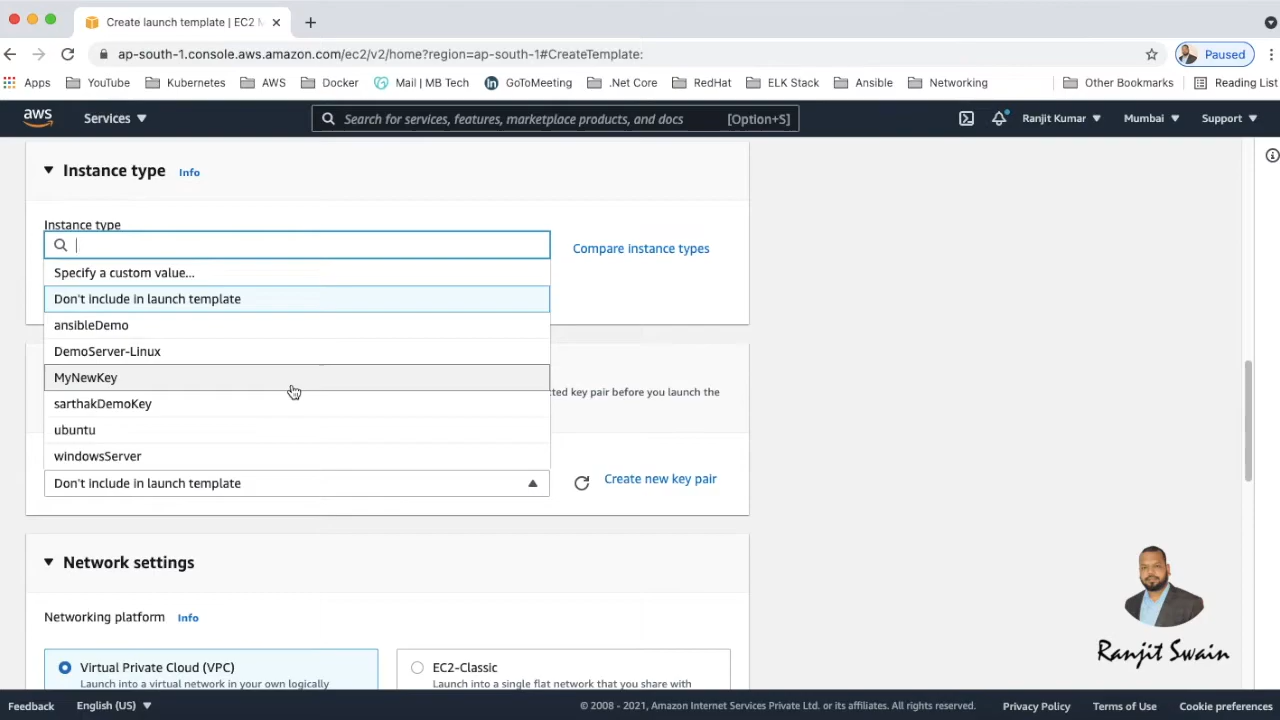 Create launch template | EC2 M
ap-south-1.console.aws.amazon.com/ec2/v2/home?region=ap-south-1#CreateTemplate:
Paused
Apps YouTube Kubernetes AWS Docker Mail | MB Tech GoToMeeting .Net Core RedHat ELK Stack Ansible Networking Other Bookmarks Reading List
aws Services Search for services, features, marketplace products, and docs [Option+S] Ranjit Kumar Mumbai Support
Instance type Info
Instance type
Compare instance types
Specify a custom value...
Don't include in launch template
ansibleDemo
DemoServer-Linux
MyNewKey
cted key pair before you launch the
sarthakDemoKey
ubuntu
windowsServer
Don't include in launch template
Create new key pair
Network settings
Networking platform Info
Virtual Private Cloud (VPC)
Launch into a virtual network in your own logically
EC2-Classic
Launch into a single flat network that you share with
Ranjit Swain
Feedback English (US) © 2008 - 2021, Amazon Internet Services Private Ltd. or its affiliates. All rights reserved. Privacy Policy Terms of Use Cookie preferences